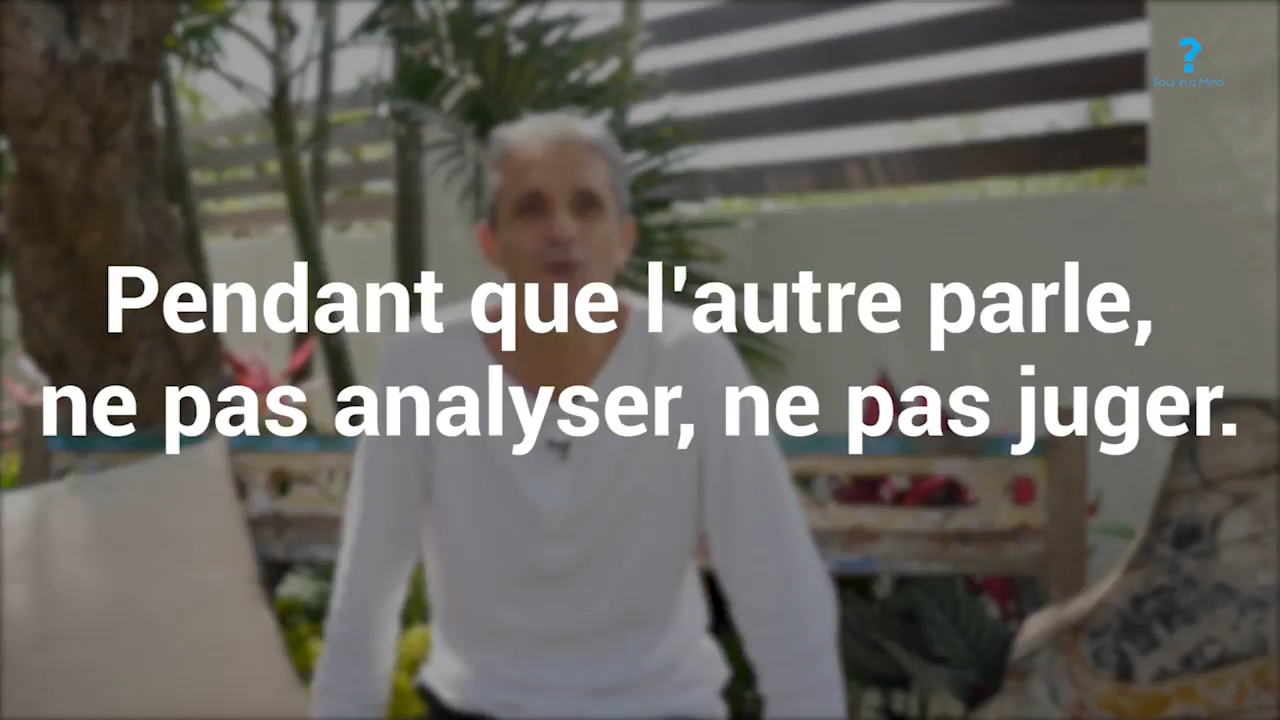 ?
Soul in a Mind
Pendant que l'autre parle,
ne pas analyser, ne pas juger.